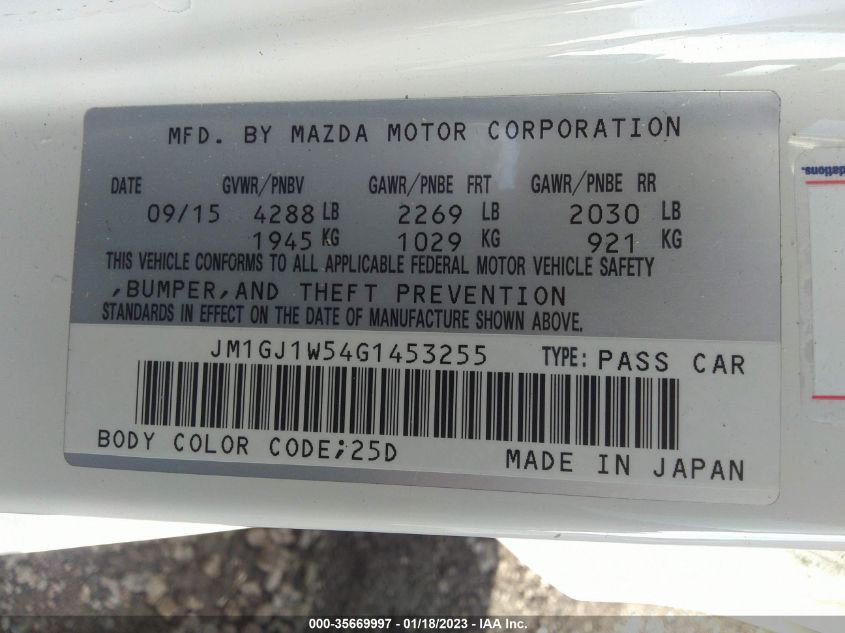 MFD. BY MAZDA MOTOR CORPORATION
DATE GVWR/PNBV GAWR/PNBE FRT GAWR/PNBE RR
09/15 4288 LB 2269 LB 2030 LB
1945 KG 1029 KG 921 KG
THIS VEHICLE CONFORMS TO ALL APPLICABLE FEDERAL MOTOR VEHICLE SAFETY
,BUMPER,AND THEFT PREVENTION
STANDARDS IN EFFECT ON THE DATE OF MANUFACTURE SHOWN ABOVE.
JM1GJ1W54G1453255 TYPE: PASS CAR
BODY COLOR CODE;25D MADE IN JAPAN
dations.
000-35669997 - 01/18/2023 - IAA Inc.